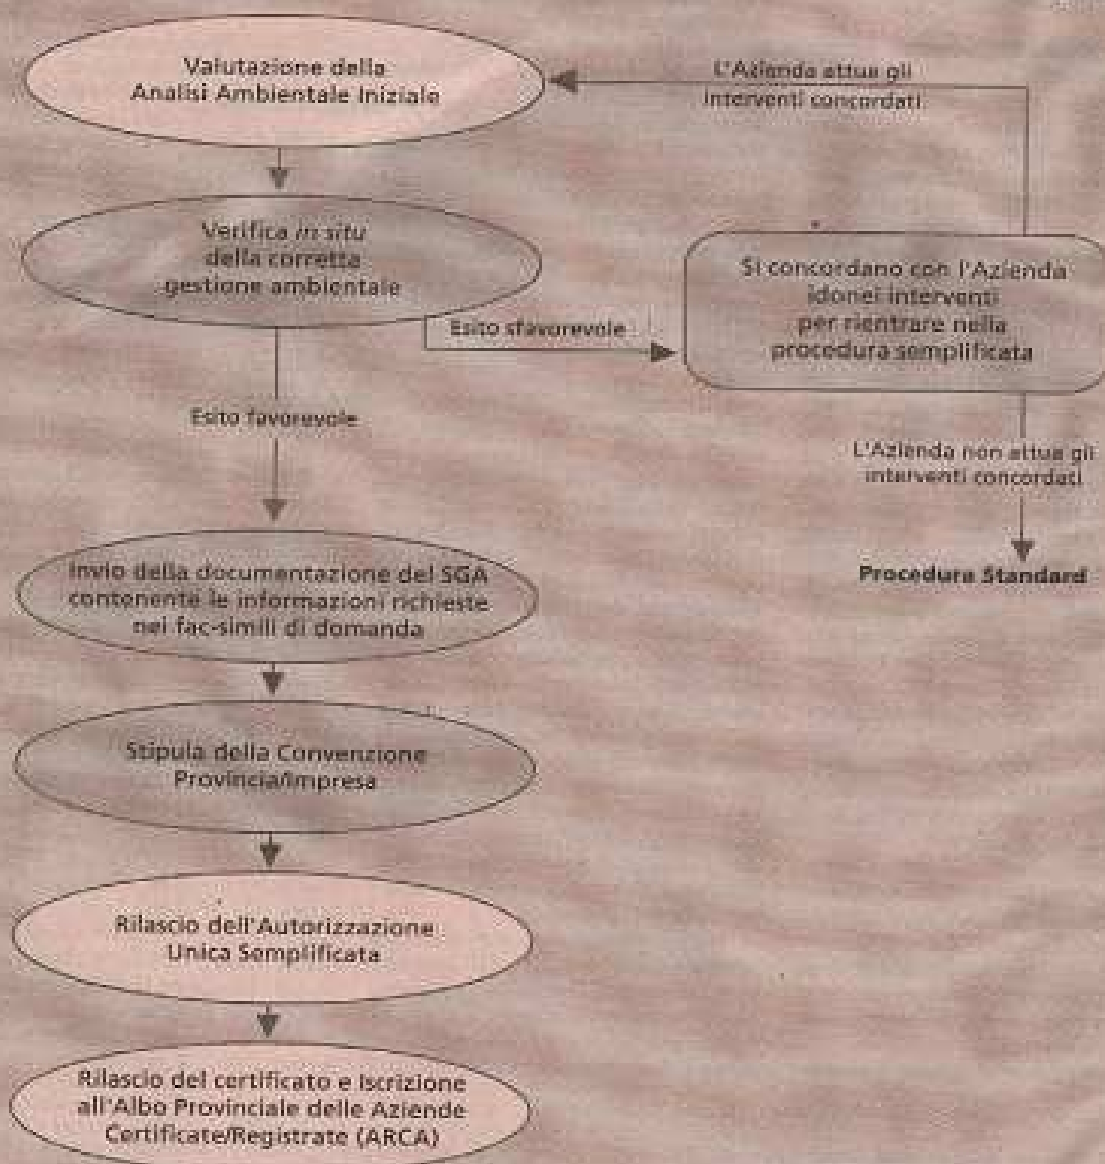 Valutazione della
Analisi Ambientale Iniziale
L'Azienda attua gli
interventi concordati
Verifica in situ
della corretta
gestione ambientale
Si concordano con l'Azienda
idonei interventi
per rientrare nella
procedura semplificata
Esito sfavorevole
Esito favorevole
L'Azienda non attua gli
interventi concordati
Procedura Standard
Invio della documentazione del SGA
contenente le informazioni richieste
nei fac-simili di domanda
Stipula della Convenzione
Provincia/Impresa
Rilascio dell'Autorizzazione
Unica Semplificata
Rilascio del certificato e iscrizione
all'Albo Provinciale delle Aziende
Certificate/Registrate (ARCA)